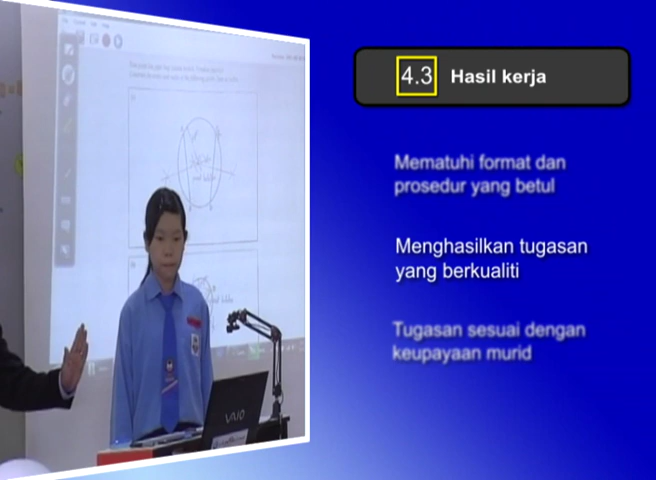 4.3 Hasil kerja
Mematuhi format dan
prosedur yang betul
Menghasilkan tugasan
yang berkualiti
Tugasan sesuai dengan
keupayaan murid
VAIO